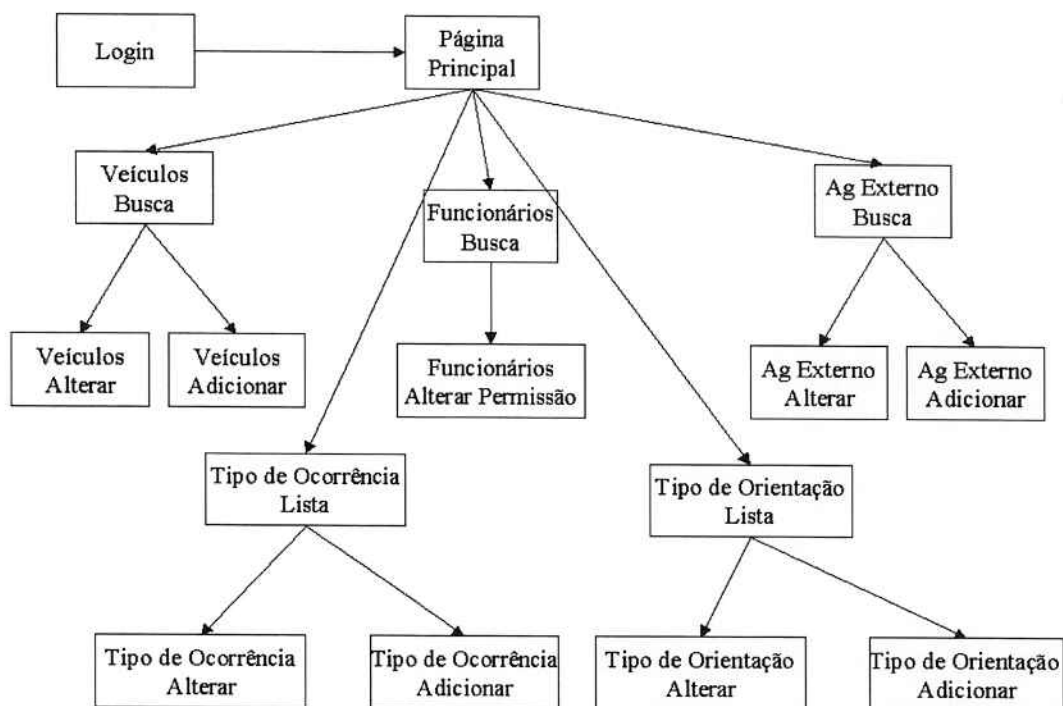 Login
Página
Principal
Veículos
Busca
Funcionários
Busca
Ag Externo
Busca
Veículos
Alterar
Veículos
Adicionar
Funcionários
Alterar Permissão
Ag Externo
Alterar
Ag Externo
Adicionar
Tipo de Ocorrência
Lista
Tipo de Orientação
Lista
Tipo de Ocorrência
Alterar
Tipo de Ocorrência
Adicionar
Tipo de Orientação
Alterar
Tipo de Orientação
Adicionar